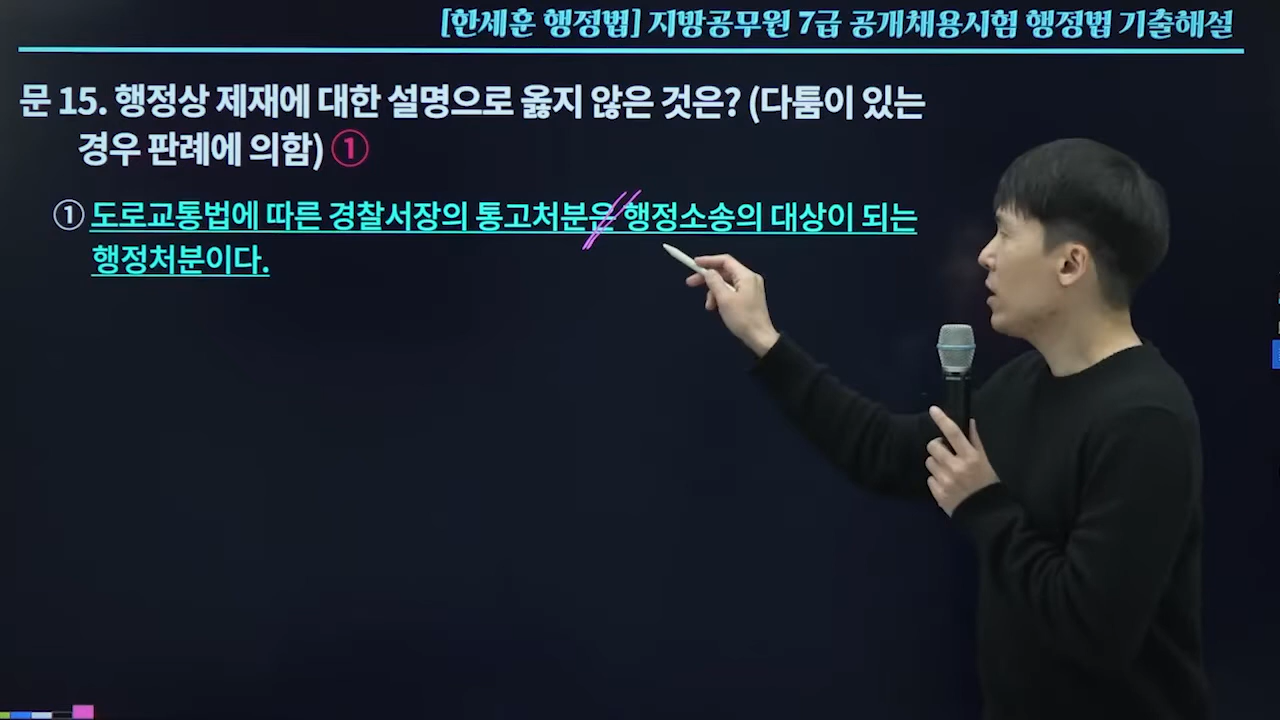 [한세훈 행정법] 지방공무원 7급 공개채용시험 행정법 기출해설
문 15. 행정상 제재에 대한 설명으로 옳지 않은 것은? (다툼이 있는
경우 판례에 의함) ①
① 도로교통법에 따른 경찰서장의 통고처분은 행정소송의 대상이 되는
행정처분이다.